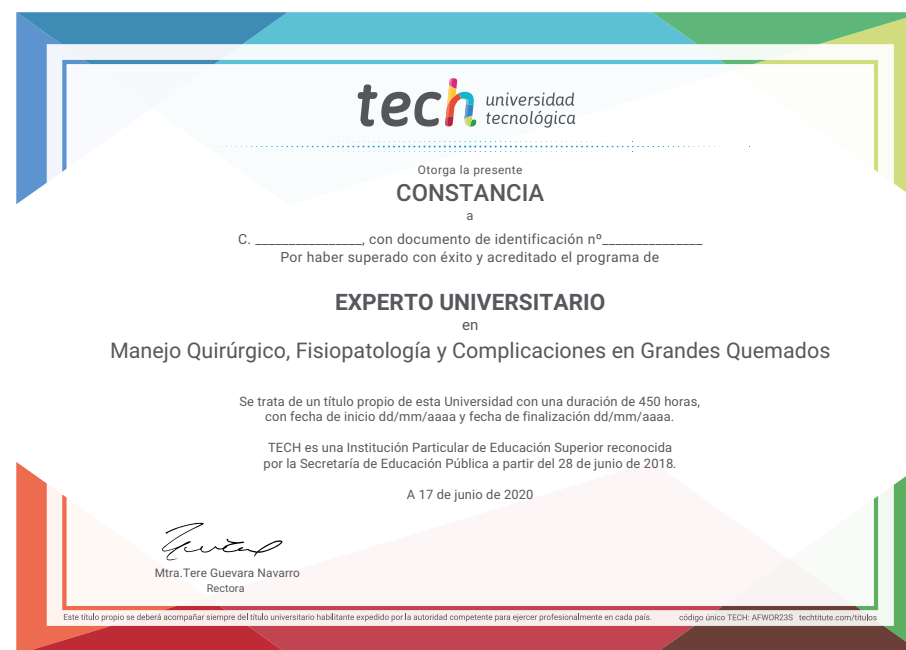 tech universidad
tecnológica
Otorga la presente
CONSTANCIA
a
C. ________________, con documento de identificación nº_______________
Por haber superado con éxito y acreditado el programa de
EXPERTO UNIVERSITARIO
en
Manejo Quirúrgico, Fisiopatología y Complicaciones en Grandes Quemados
Se trata de un título propio de esta Universidad con una duración de 450 horas,
con fecha de inicio dd/mm/aaaa y fecha de finalización dd/mm/aaaa.
TECH es una Institución Particular de Educación Superior reconocida
por la Secretaría de Educación Pública a partir del 28 de junio de 2018.
A 17 de junio de 2020
Mtra.Tere Guevara Navarro
Rectora
Este título propio se deberá acompañar siempre del título universitario habilitante expedido por la autoridad competente para ejercer profesionalmente en cada país. código único TECH: AFWOR23S techtitute.com/titulos